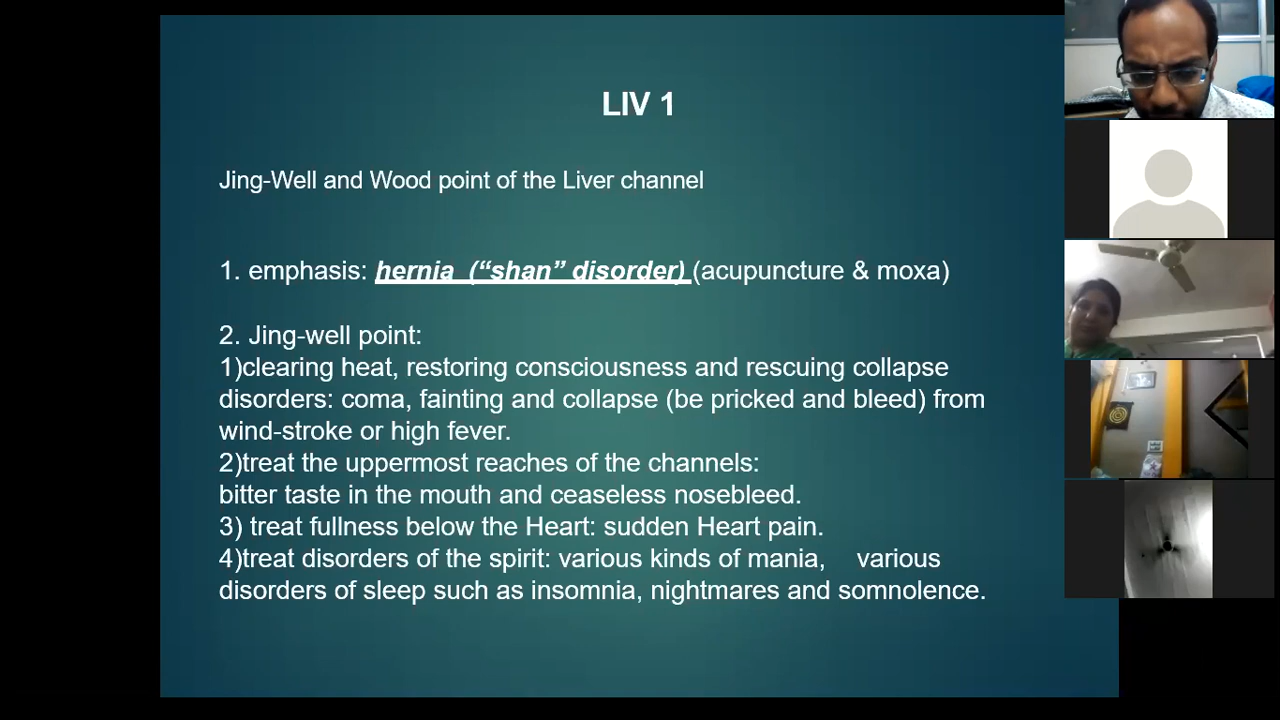 LIV 1
Jing-Well and Wood point of the Liver channel
1. emphasis: hernia (“shan” disorder) (acupuncture & moxa)
2. Jing-well point:
1)clearing heat, restoring consciousness and rescuing collapse
disorders: coma, fainting and collapse (be pricked and bleed) from
wind-stroke or high fever.
2)treat the uppermost reaches of the channels:
bitter taste in the mouth and ceaseless nosebleed.
3) treat fullness below the Heart: sudden Heart pain.
4)treat disorders of the spirit: various kinds of mania, various
disorders of sleep such as insomnia, nightmares and somnolence.